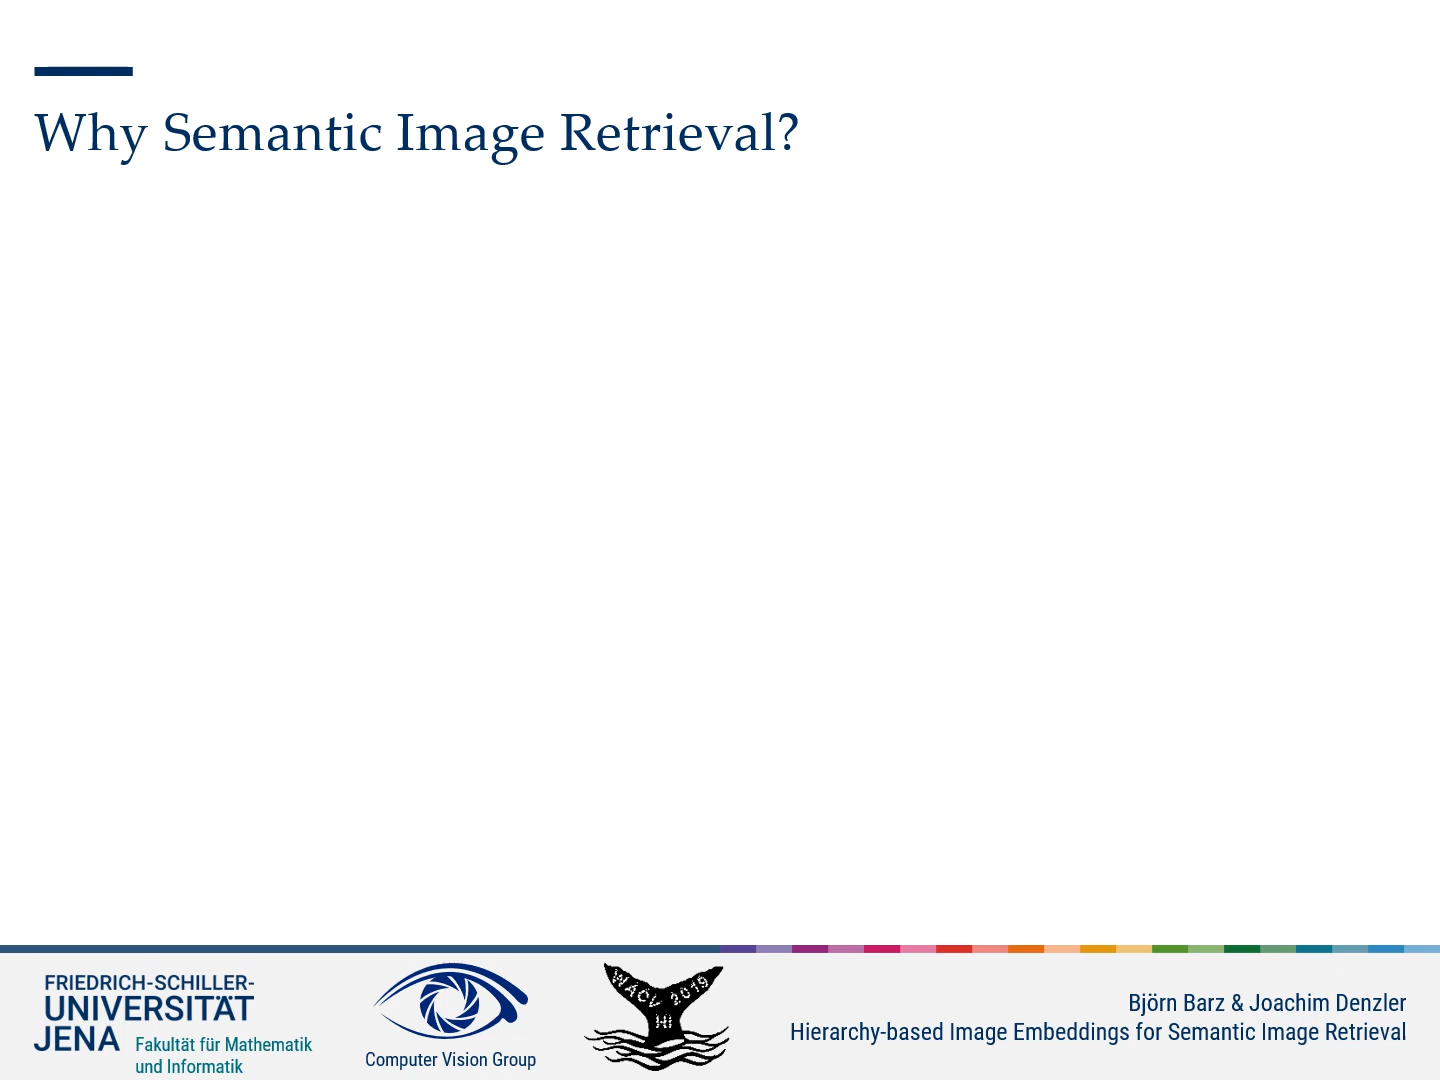 Why Semantic Image Retrieval?
FRIEDRICH-SCHILLER-
UNIVERSITÄT
JENA
Fakultät für Mathematik
und Informatik
Computer Vision Group
WACV 2019
HI
Björn Barz & Joachim Denzler
Hierarchy-based Image Embeddings for Semantic Image Retrieval